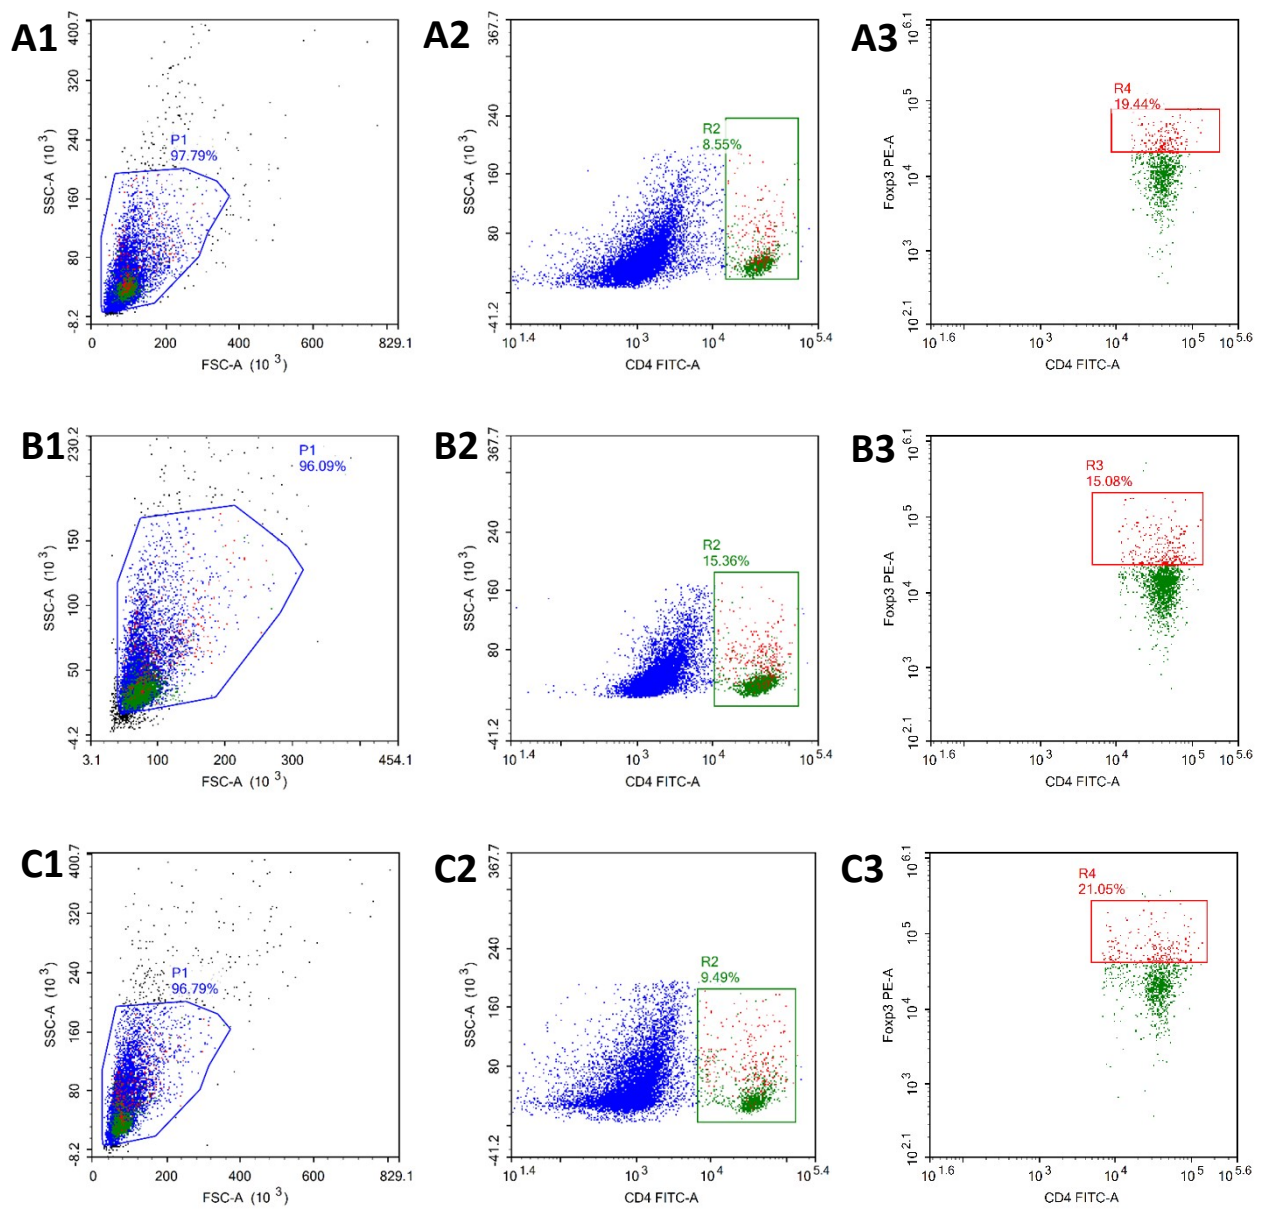 A1
400.7
320
240
160
80
-8.2
SSC-A (10 3)
P1
97.79%
0 200 400 600 829.1
FSC-A (10 3)
A2
367.7
240
160
80
-41.2
SSC-A (10 3)
R2
8.55%
10 1.4 10 3 10 4 10 5.4
CD4 FITC-A
A3
10 6.1
10 5
10 4
10 3
10 2.1
Foxp3 PE-A
R4
19.44%
10 1.6 10 3 10 4 10 5 10 5.6
CD4 FITC-A
B1
230.2
150
100
50
-4.2
SSC-A (10 3)
P1
96.09%
3.1 100 200 300 454.1
FSC-A (10 3)
B2
367.7
240
160
80
-41.2
SSC-A (10 3)
R2
15.36%
10 1.4 10 3 10 4 10 5.4
CD4 FITC-A
B3
10 6.1
10 5
10 4
10 3
10 2.1
Foxp3 PE-A
R3
15.08%
10 1.6 10 3 10 4 10 5 10 5.6
CD4 FITC-A
C1
400.7
320
240
160
80
-8.2
SSC-A (10 3)
P1
96.79%
0 200 400 600 829.1
FSC-A (10 3)
C2
367.7
240
160
80
-41.2
SSC-A (10 3)
R2
9.49%
10 1.4 10 3 10 4 10 5.4
CD4 FITC-A
C3
10 6.1
10 5
10 4
10 3
10 2.1
Foxp3 PE-A
R4
21.05%
10 1.6 10 3 10 4 10 5 10 5.6
CD4 FITC-A